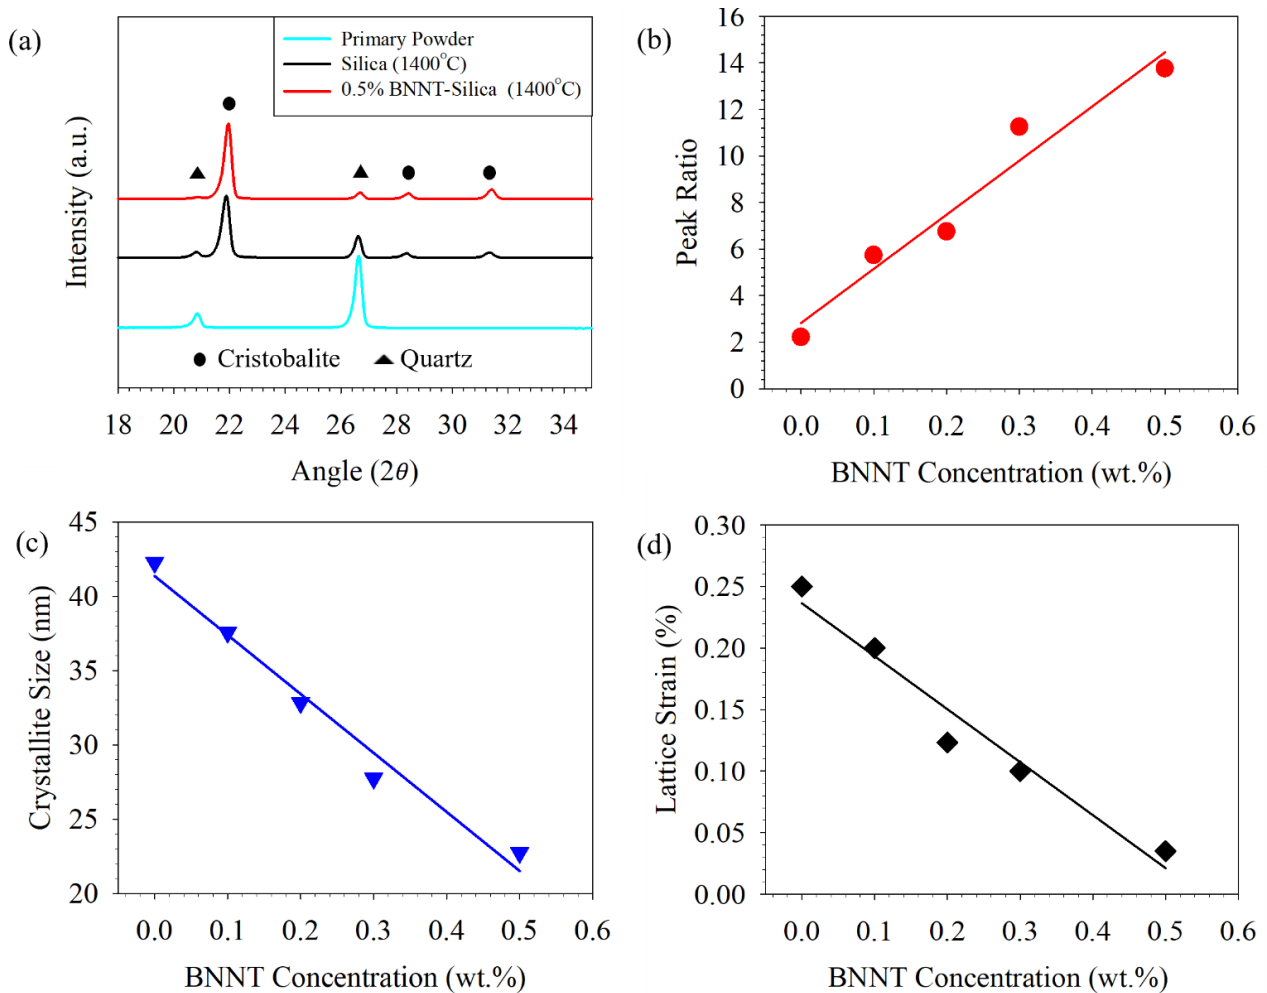 (a)
Primary Powder
Silica (1400°C)
0.5% BNNT-Silica (1400°C)
Intensity (a.u.)
Cristobalite
Quartz
18 20 22 24 26 28 30 32 34
Angle (2θ)
(b)
16
14
12
10
8
6
4
2
0
Peak Ratio
0.0 0.1 0.2 0.3 0.4 0.5 0.6
BNNT Concentration (wt.%)
(c)
45
40
35
30
25
20
Crystallite Size (nm)
0.0 0.1 0.2 0.3 0.4 0.5 0.6
BNNT Concentration (wt.%)
(d)
0.30
0.25
0.20
0.15
0.10
0.05
0.00
Lattice Strain (%)
0.0 0.1 0.2 0.3 0.4 0.5 0.6
BNNT Concentration (wt.%)